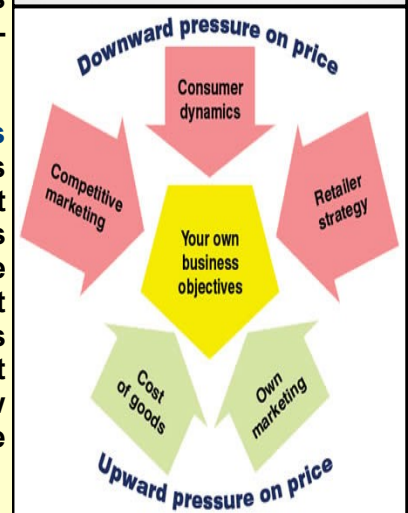 Downward pressure on price
Consumer
dynamics
Competitive
marketing
Retailer
strategy
Your own
business
objectives
Cost
of goods
Own
marketing
Upward pressure on price